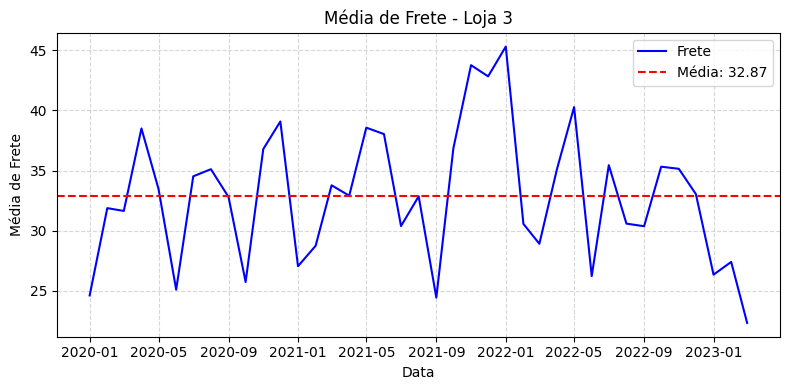 Média de Frete - Loja 3
Frete
Média: 32.87
Média de Frete
45
40
35
30
25
2020-01 2020-05 2020-09 2021-01 2021-05 2021-09 2022-01 2022-05 2022-09 2023-01
Data